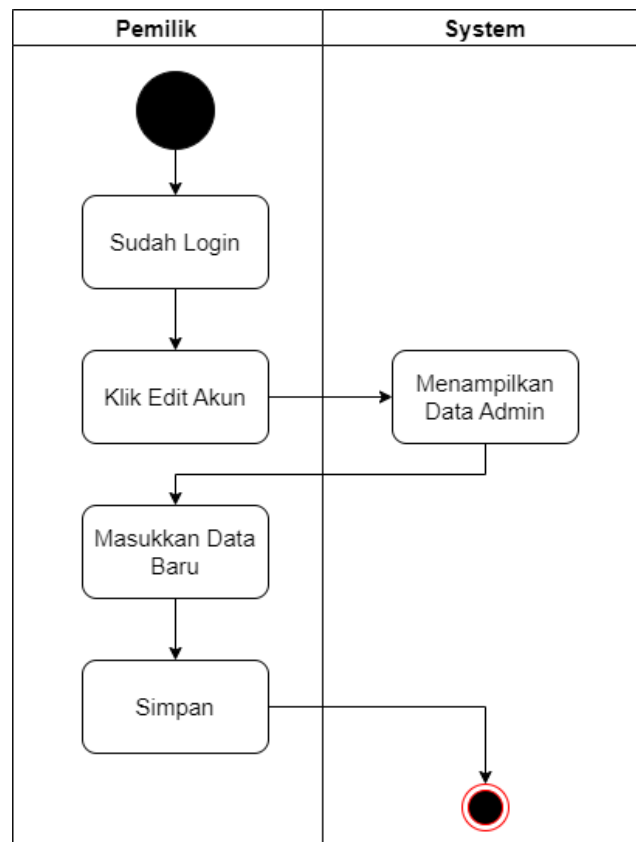 Pemilik
System
Sudah Login
Klik Edit Akun
Menampilkan
Data Admin
Masukkan Data
Baru
Simpan